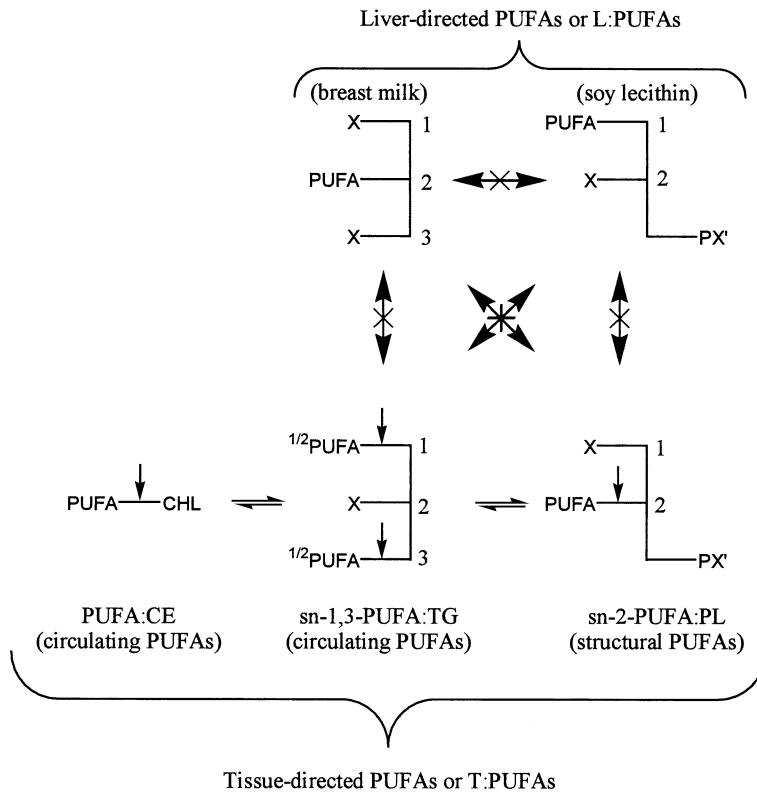 Liver-directed PUFAs or L:PUFAs
(breast milk) (soy lecithin)
X 1 PUFA 1
PUFA 2 X 2
X 3 PX'
1/2PUFA 1 X 1
PUFA CHL X 2 PUFA 2
1/2PUFA 3 PX'
PUFA:CE sn-1,3-PUFA:TG sn-2-PUFA:PL
(circulating PUFAs) (circulating PUFAs) (structural PUFAs)
Tissue-directed PUFAs or T:PUFAs